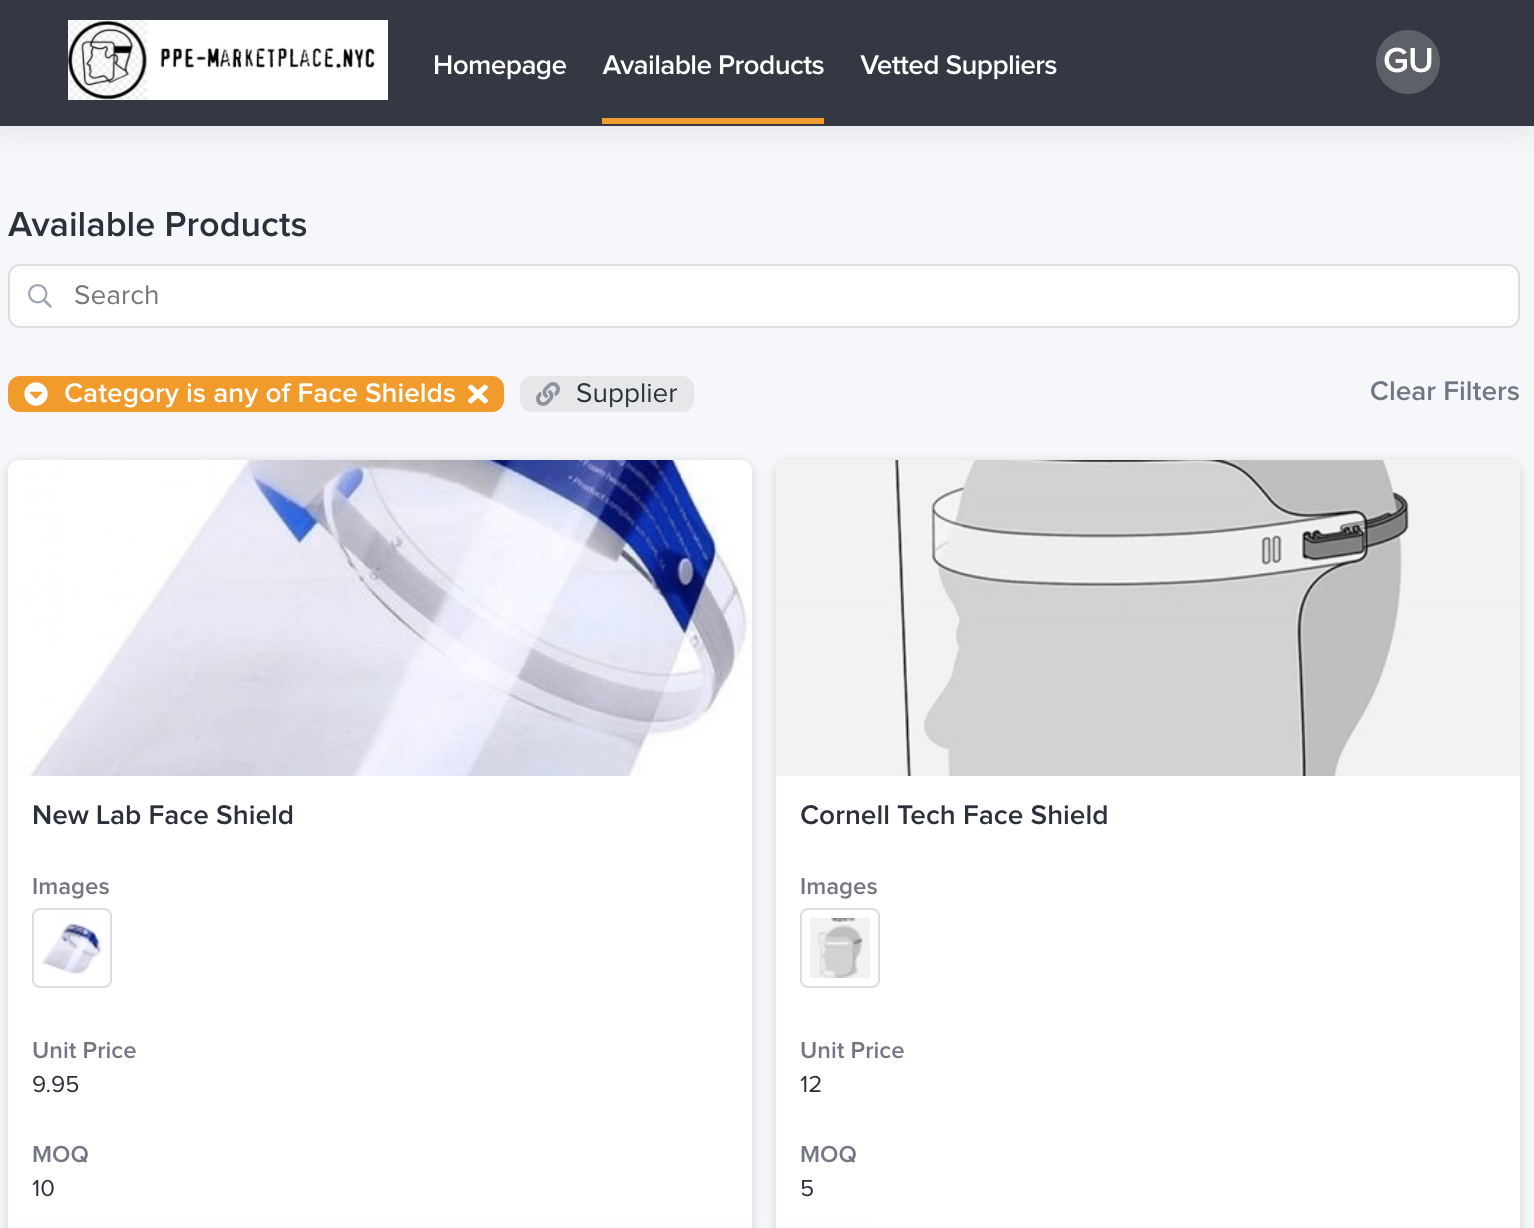 PPE-MARKETPLACE.NYC
Homepage
Available Products
Vetted Suppliers
GU
Available Products
Search
Category is any of Face Shields
Supplier
Clear Filters
New Lab Face Shield
Images
Unit Price
9.95
MOQ
10
Cornell Tech Face Shield
Images
Unit Price
12
MOQ
5